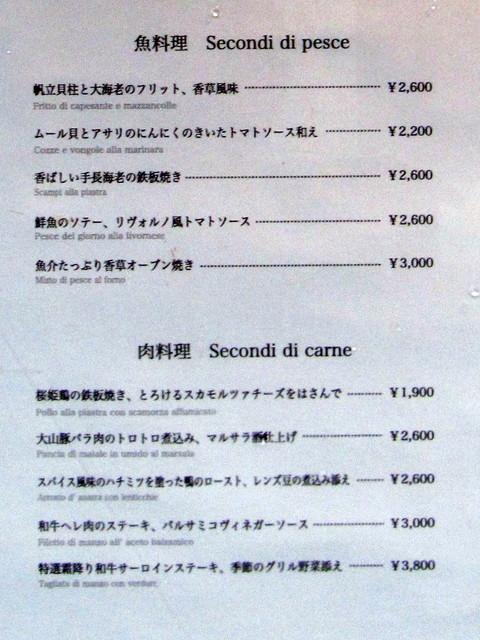 魚料理 Secondi di pesce
帆立貝柱と大海老のフリット、香草風味 ¥2,600
Fritto di capesante e mazzancolle
ムール貝とアサリのにんにくのきいたトマトソース和え ¥2,200
Cozze e vongole alla marinara
香ばしい手長海老の鉄板焼き ¥2,600
Scampi alla piastra
鮮魚のソテー、リヴォルノ風トマトソース ¥2,600
Pesce del giorno alla livornese
魚介たっぷり香草オーブン焼き ¥3,000
Misto di pesce al forno
肉料理 Secondi di carne
桜姫鶏の鉄板焼き、とろけるスカモルツァチーズをはさんで ¥1,900
Pollo alla piastra con scamorza affumicato
大山豚バラ肉のトロトロ煮込み、マルサラ酒仕上げ ¥2,600
Pancia di maiale in umido al marsala
スパイス風味のハチミツを塗った鴨のロースト、レンズ豆の煮込み添え ¥2,600
Arrosto d' anatra con lenticchie
和牛ヘレ肉のステーキ、バルサミコヴィネガーソース ¥3,000
Filetto di manzo all' aceto balsamico
特選霜降り和牛サーロインステーキ、季節のグリル野菜添え ¥3,800
Tagliata di manzo con verdure